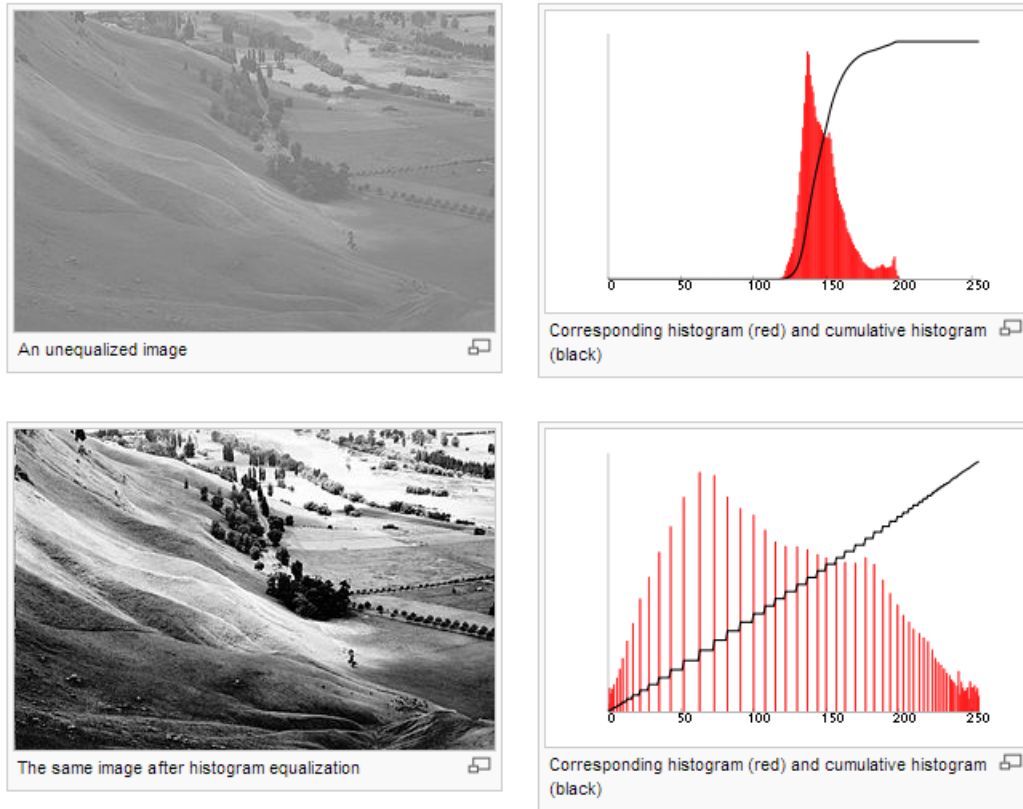 0 50 100 150 200 250
An unequalized image
Corresponding histogram (red) and cumulative histogram
(black)
0 50 100 150 200 250
The same image after histogram equalization
Corresponding histogram (red) and cumulative histogram
(black)